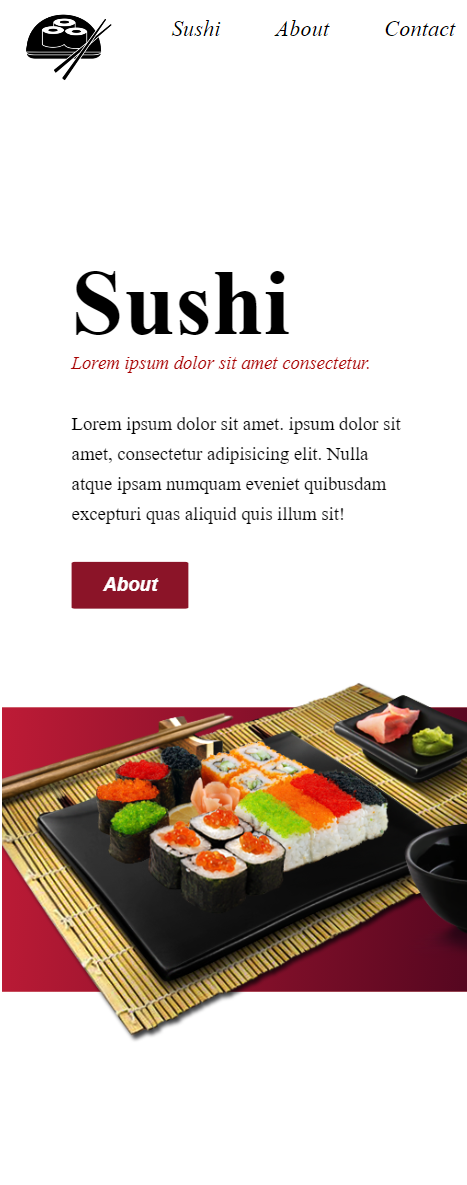 Sushi About Contact
Sushi
Lorem ipsum dolor sit amet consectetur.
Lorem ipsum dolor sit amet. ipsum dolor sit
amet, consectetur adipisicing elit. Nulla
atque ipsam numquam eveniet quibusdam
excepturi quas aliquid quis illum sit!
About